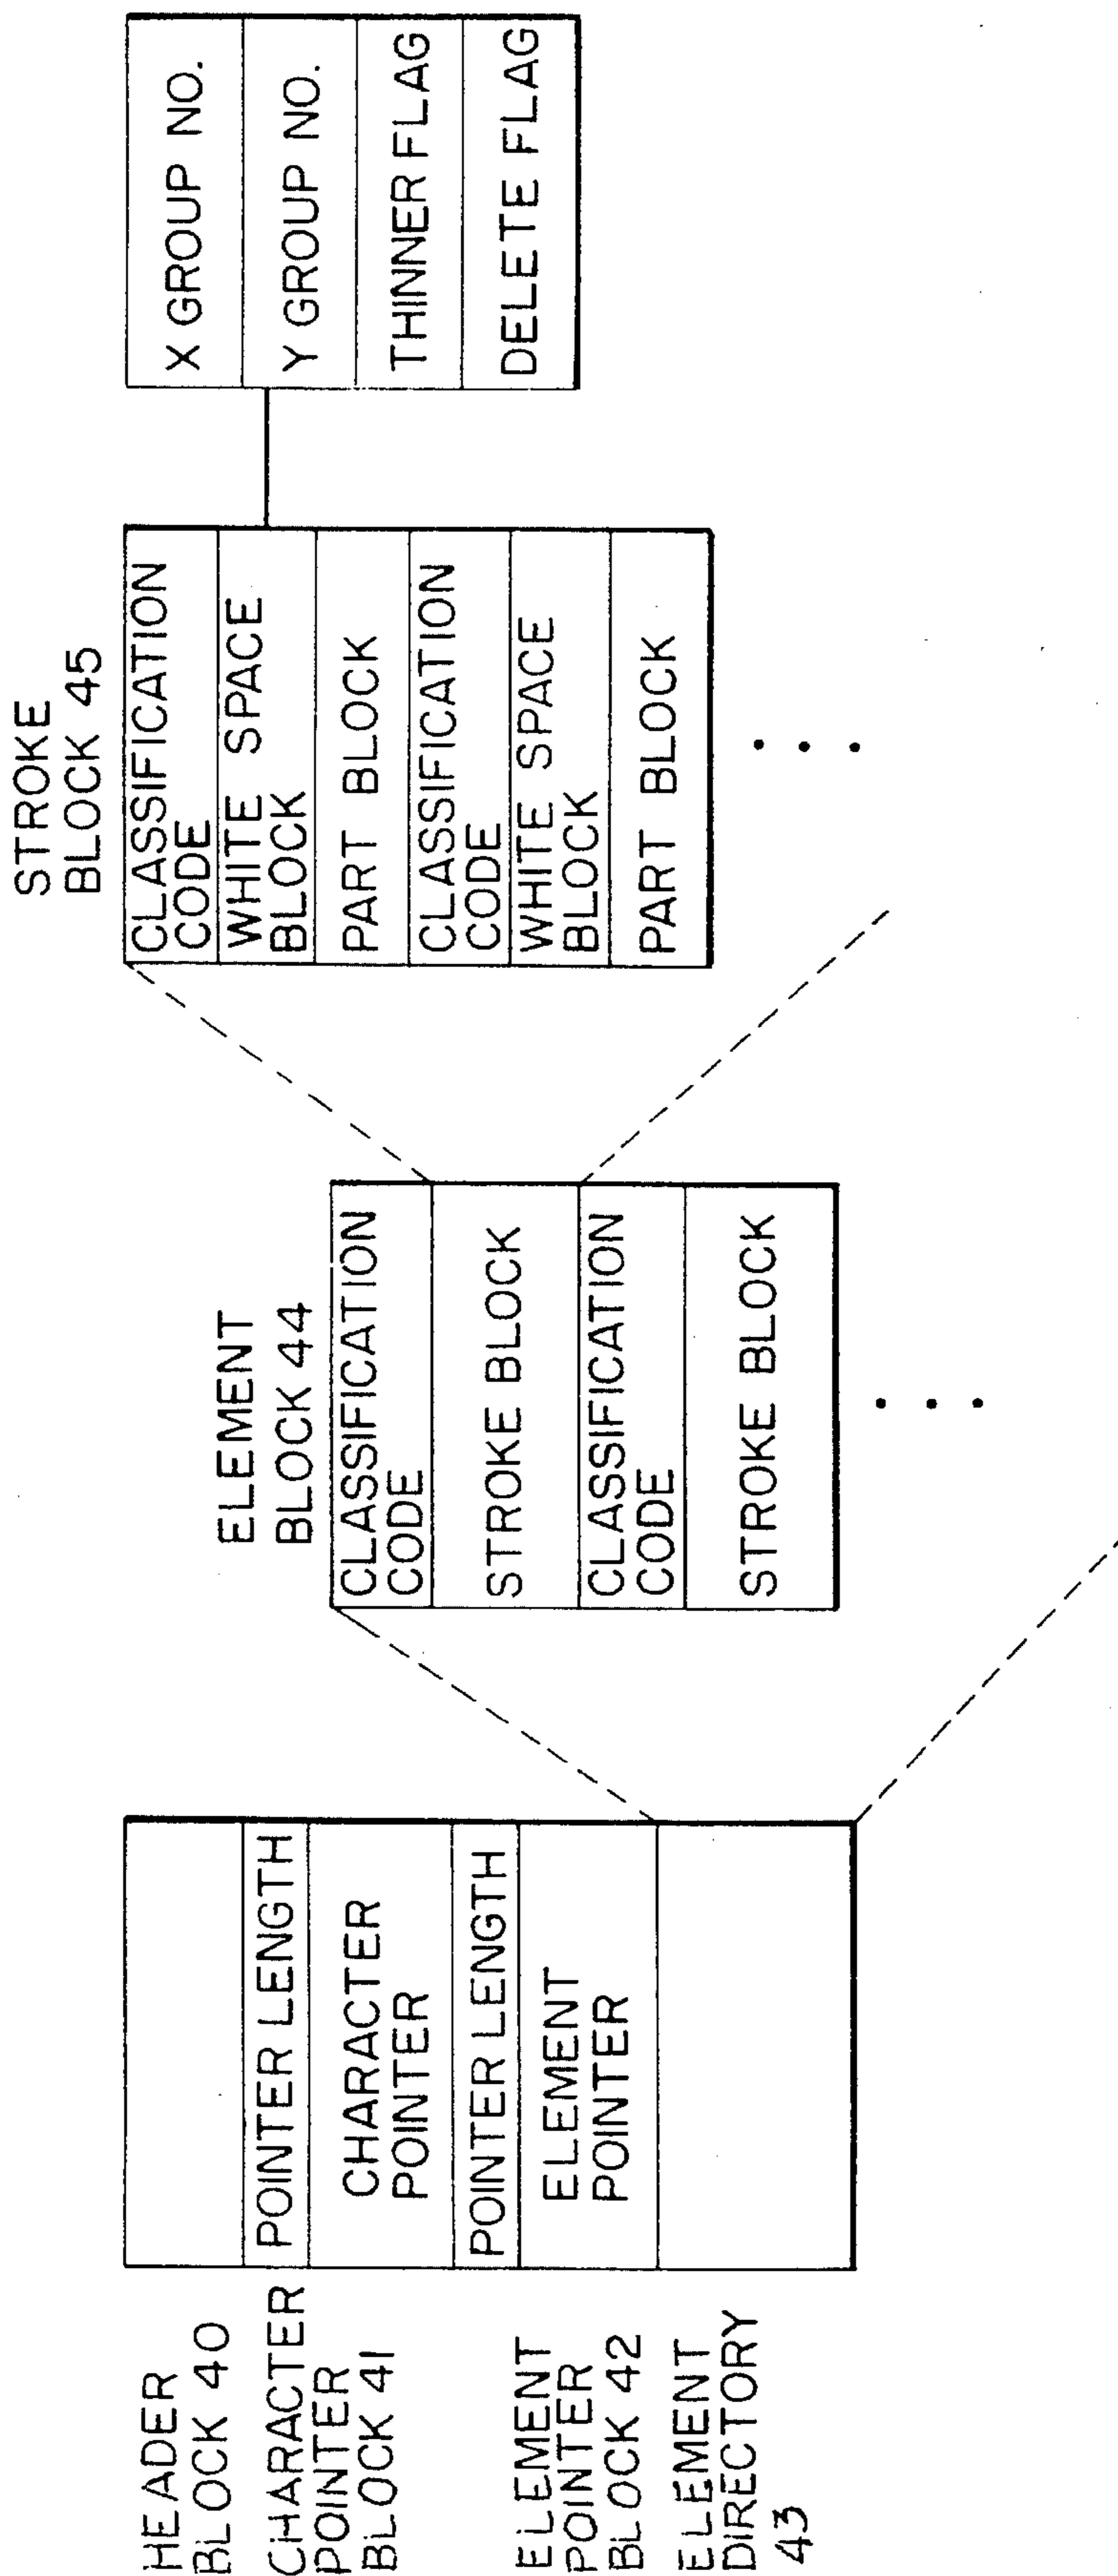 HEADER
BLOCK 40
CHARACTER
POINTER
BLOCK 41
ELEMENT
POINTER
BLOCK 42
ELEMENT
DIRECTORY
43
POINTER LENGTH
CHARACTER
POINTER
POINTER LENGTH
ELEMENT
POINTER
ELEMENT
BLOCK 44
CLASSIFICATION
CODE
STROKE BLOCK
CLASSIFICATION
CODE
STROKE BLOCK
STROKE
BLOCK 45
CLASSIFICATION
CODE
WHITE SPACE
BLOCK
PART BLOCK
CLASSIFICATION
CODE
WHITE SPACE
BLOCK
PART BLOCK
X GROUP NO.
Y GROUP NO.
THINNER FLAG
DELETE FLAG